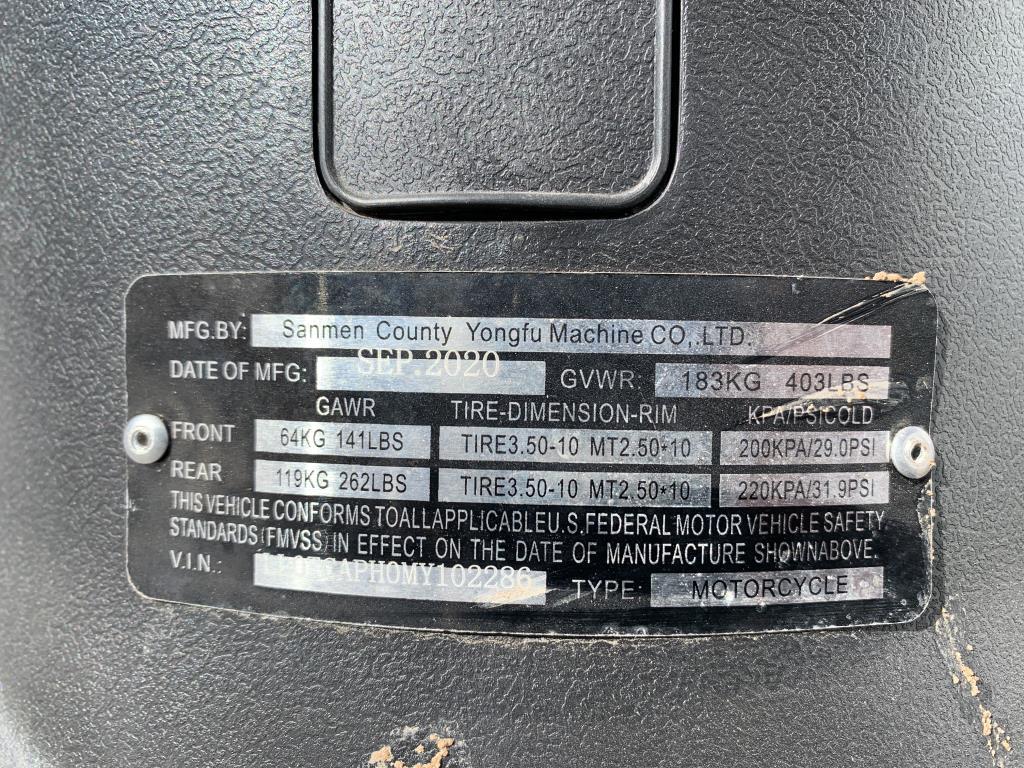 MFG.BY: Sanmen County Yongfu Machine CO,.LTD.
DATE OF MFG: SEP.2020 GVWR: 183KG 403LBS
GAWR TIRE-DIMENSION-RIM KPA/PSICOLD
FRONT 64KG 141LBS TIRE3.50-10 MT2.50*10 200KPA/29.0PSI
REAR 119KG 262LBS TIRE3.50-10 MT2.50*10 220KPA/31.9PSI
THIS VEHICLE CONFORMS TOALLAPPLICABLEU.S.FEDERAL MOTOR VEHICLE SAFETY
STANDARDS(FMVSS)IN EFFECT ON THE DATE OF MANUFACTURE SHOWNABOVE.
V.I.N.: TYPE: MOTORCYCLE